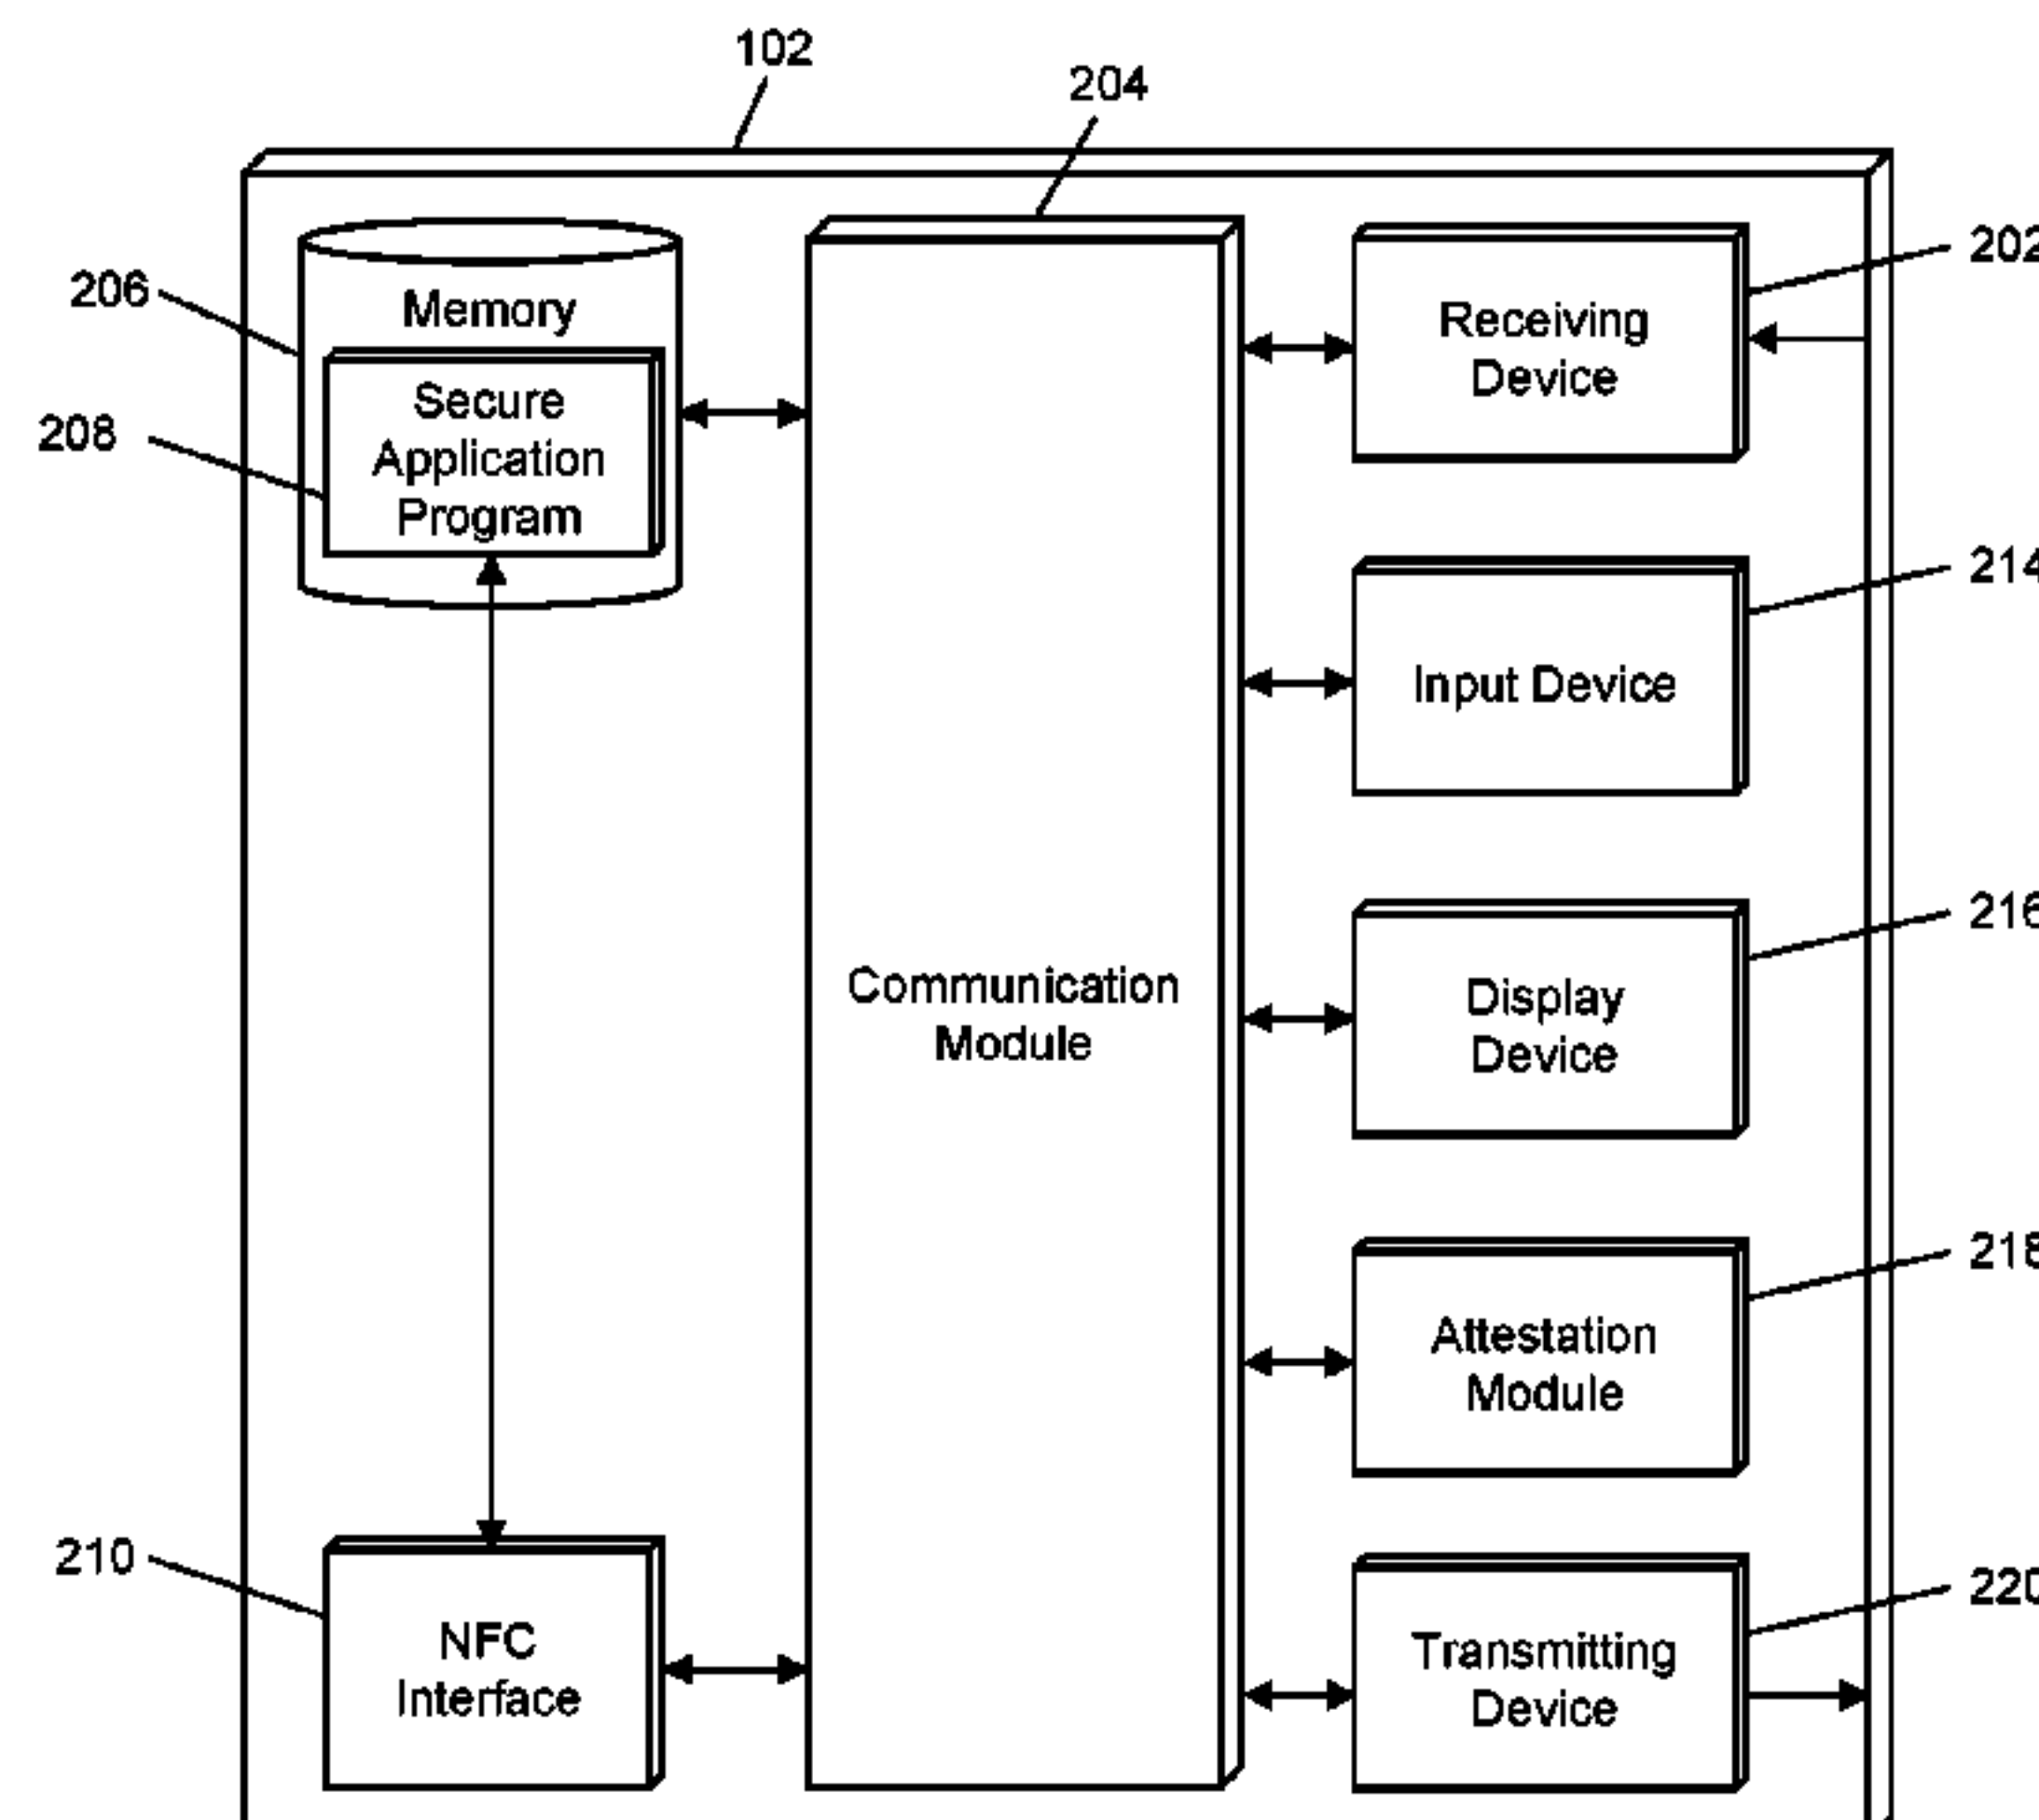 102
204
206
Memory
208
Secure
Application
Program
Communication
Module
Receiving
Device
202
Input Device
214
Display
Device
216
Attestation
Module
218
210
NFC
Interface
Transmitting
Device
220